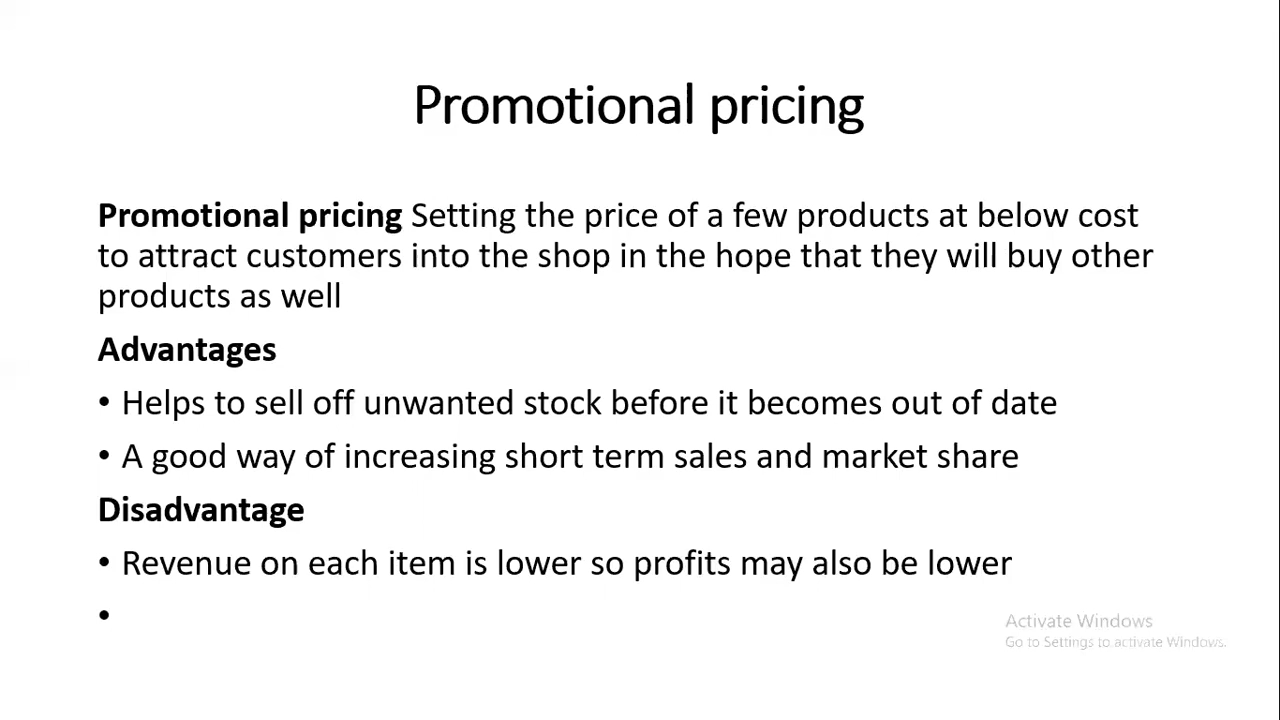 Promotional pricing
Promotional pricing Setting the price of a few products at below cost
to attract customers into the shop in the hope that they will buy other
products as well
Advantages
• Helps to sell off unwanted stock before it becomes out of date
• A good way of increasing short term sales and market share
Disadvantage
• Revenue on each item is lower so profits may also be lower
•
Activate Windows
Go to Settings to activate Windows.